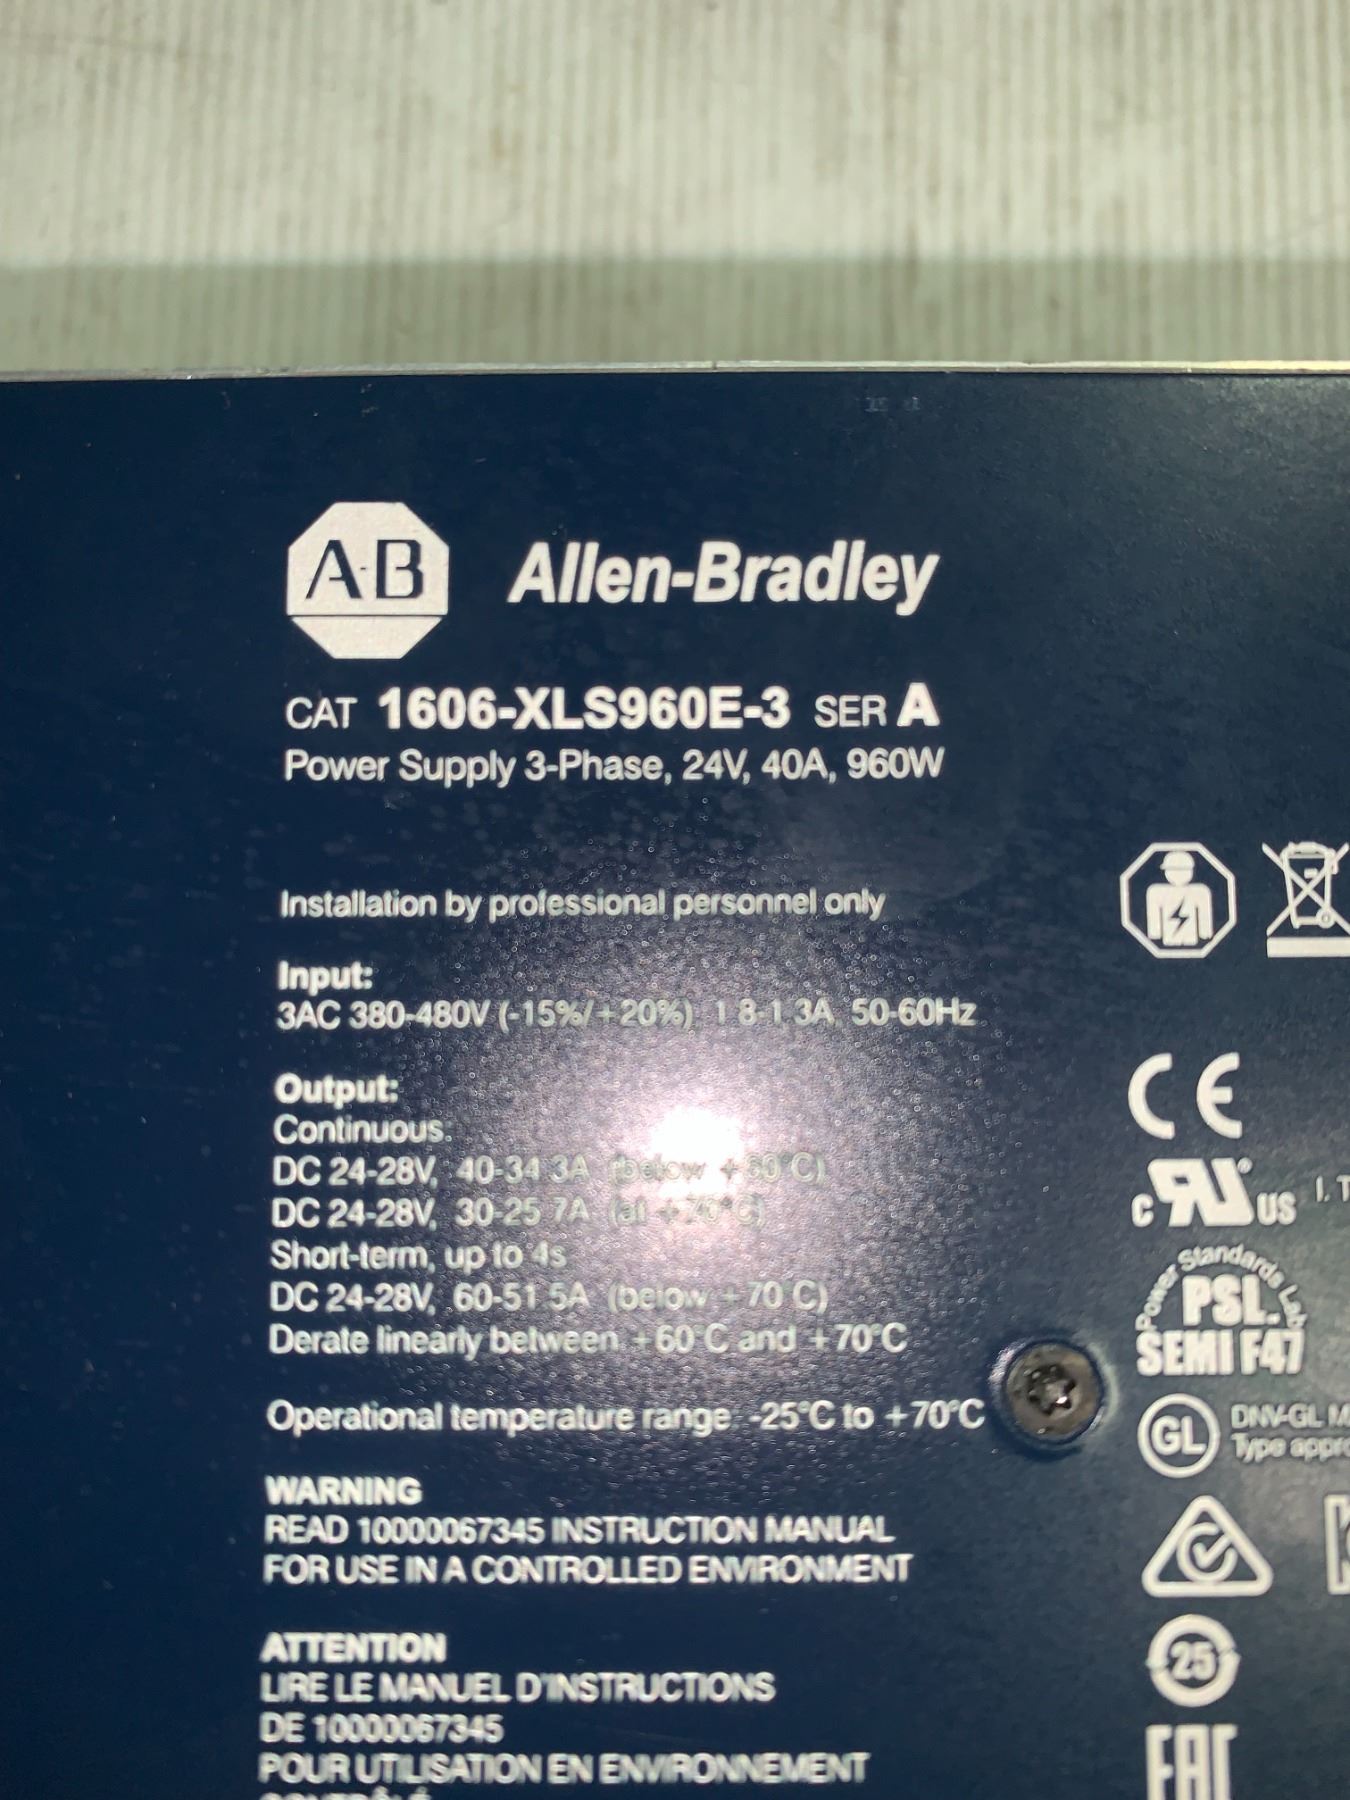 A-B Allen-Bradley
CAT 1606-XLS960E-3 SER A
Power Supply 3-Phase, 24V, 40A, 960W
Installation by professional personnel only
Input:
3AC 380-480V (-15%/+20%) 1.8-1.3A, 50-60Hz
Output:
Continuous:
DC 24-28V, 40-34.3A (below +60°C)
DC 24-28V, 30-25.7A (at +70°C)
Short-term, up to 4s
DC 24-28V, 60-51.5A (below +70°C)
Derate linearly between +60°C and +70°C
Operational temperature range: -25°C to +70°C
WARNING
READ 10000067345 INSTRUCTION MANUAL
FOR USE IN A CONTROLLED ENVIRONMENT
ATTENTION
LIRE LE MANUEL D'INSTRUCTIONS
DE 10000067345
POUR UTILISATION EN ENVIRONNEMENT
CONTRÔLÉ
CE
c RU US I.T
Power Standards Lab
PSL.
SEMI F47
GL DNV-GL M
Type appro
25
EAC